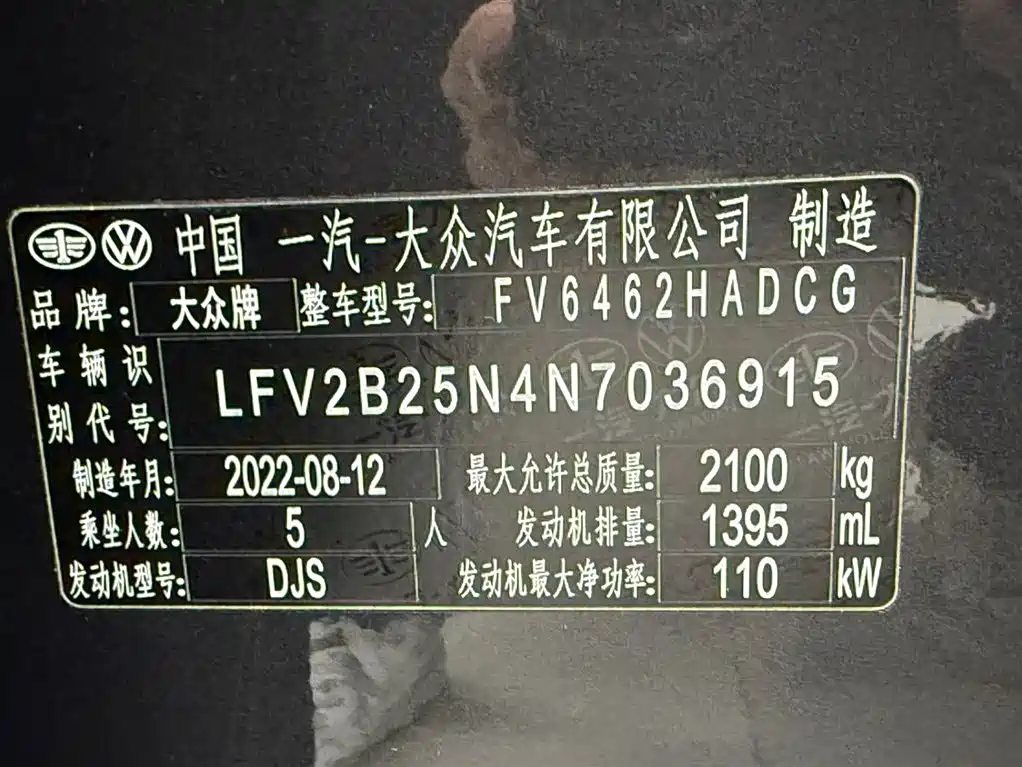 中国 一汽-大众汽车有限公司 制造
品牌: 大众牌 整车型号: FV6462HADCG
车辆识
别代号: LFV2B25N4N7036915
制造年月: 2022-08-12 最大允许总质量: 2100 kg
乘坐人数: 5 人 发动机排量: 1395 mL
发动机型号: DJS 发动机最大净功率: 110 kW